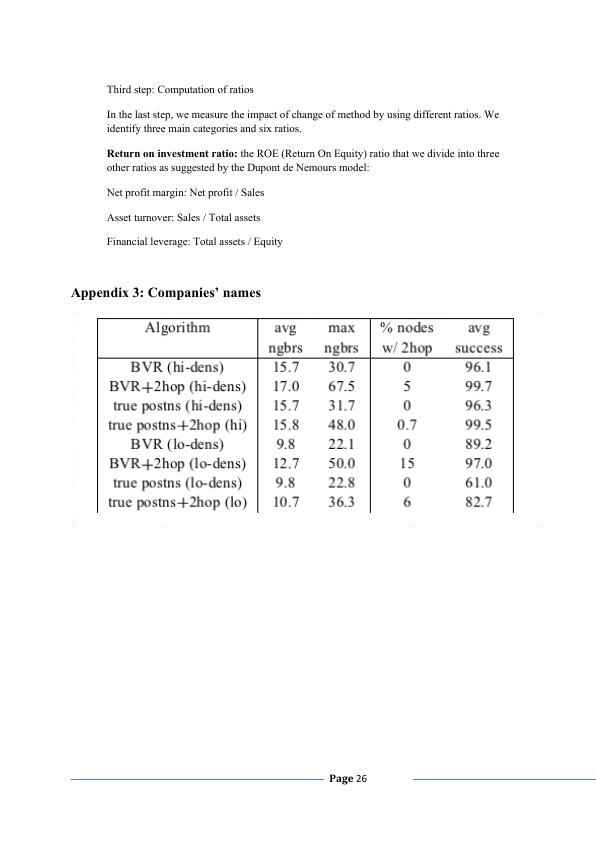 Third step: Computation of ratios
In the last step, we measure the impact of change of method by using different ratios. We
identify three main categories and six ratios.
Return on investment ratio: the ROE (Return On Equity) ratio that we divide into three
other ratios as suggested by the Dupont de Nemours model:
Net profit margin: Net profit / Sales
Asset turnover: Sales / Total assets
Financial leverage: Total assets / Equity
Appendix 3: Companies’ names
Algorithm avg max % nodes avg
ngbrs ngbrs w/ 2hop success
BVR (hi-dens) 15.7 30.7 0 96.1
BVR+2hop (hi-dens) 17.0 67.5 5 99.7
true postns (hi-dens) 15.7 31.7 0 96.3
true postns+2hop (hi) 15.8 48.0 0.7 99.5
BVR (lo-dens) 9.8 22.1 0 89.2
BVR+2hop (lo-dens) 12.7 50.0 15 97.0
true postns (lo-dens) 9.8 22.8 0 61.0
true postns+2hop (lo) 10.7 36.3 6 82.7
Page 26